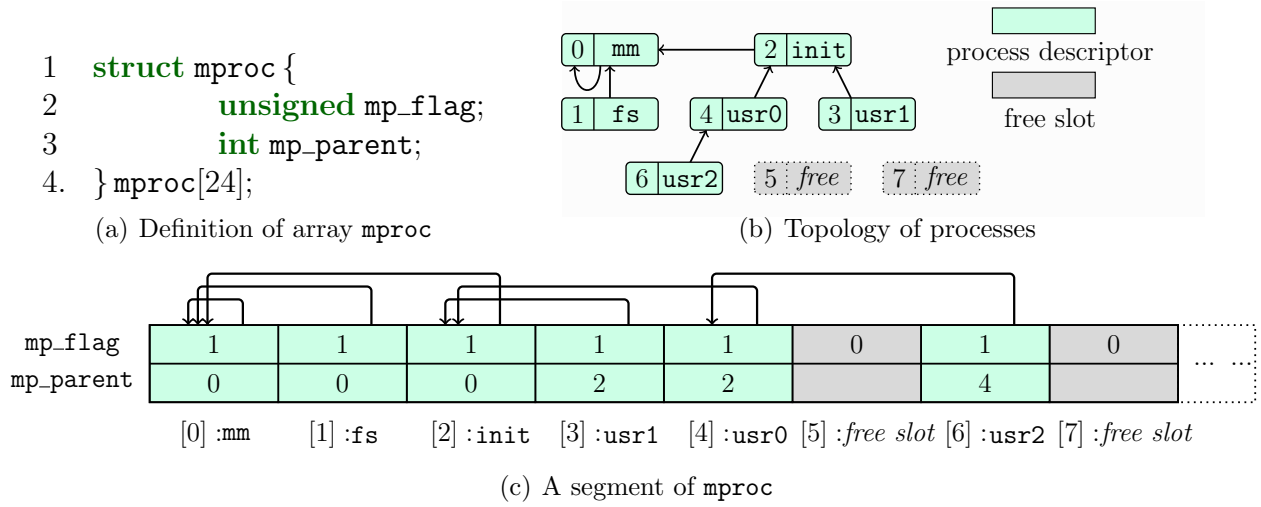 1 struct mproc {
2 unsigned mp_flag;
3 int mp_parent;
4. } mproc[24];
(a) Definition of array mproc
0 mm
2 init
1 fs
4 usr0
3 usr1
6 usr2
5 free
7 free
process descriptor
free slot
(b) Topology of processes
mp_flag 1 1 1 1 1 0 1 0
mp_parent 0 0 0 2 2 4
... ...
[0] :mm [1] :fs [2] :init [3] :usr1 [4] :usr0 [5] :free slot [6] :usr2 [7] :free slot
(c) A segment of mproc